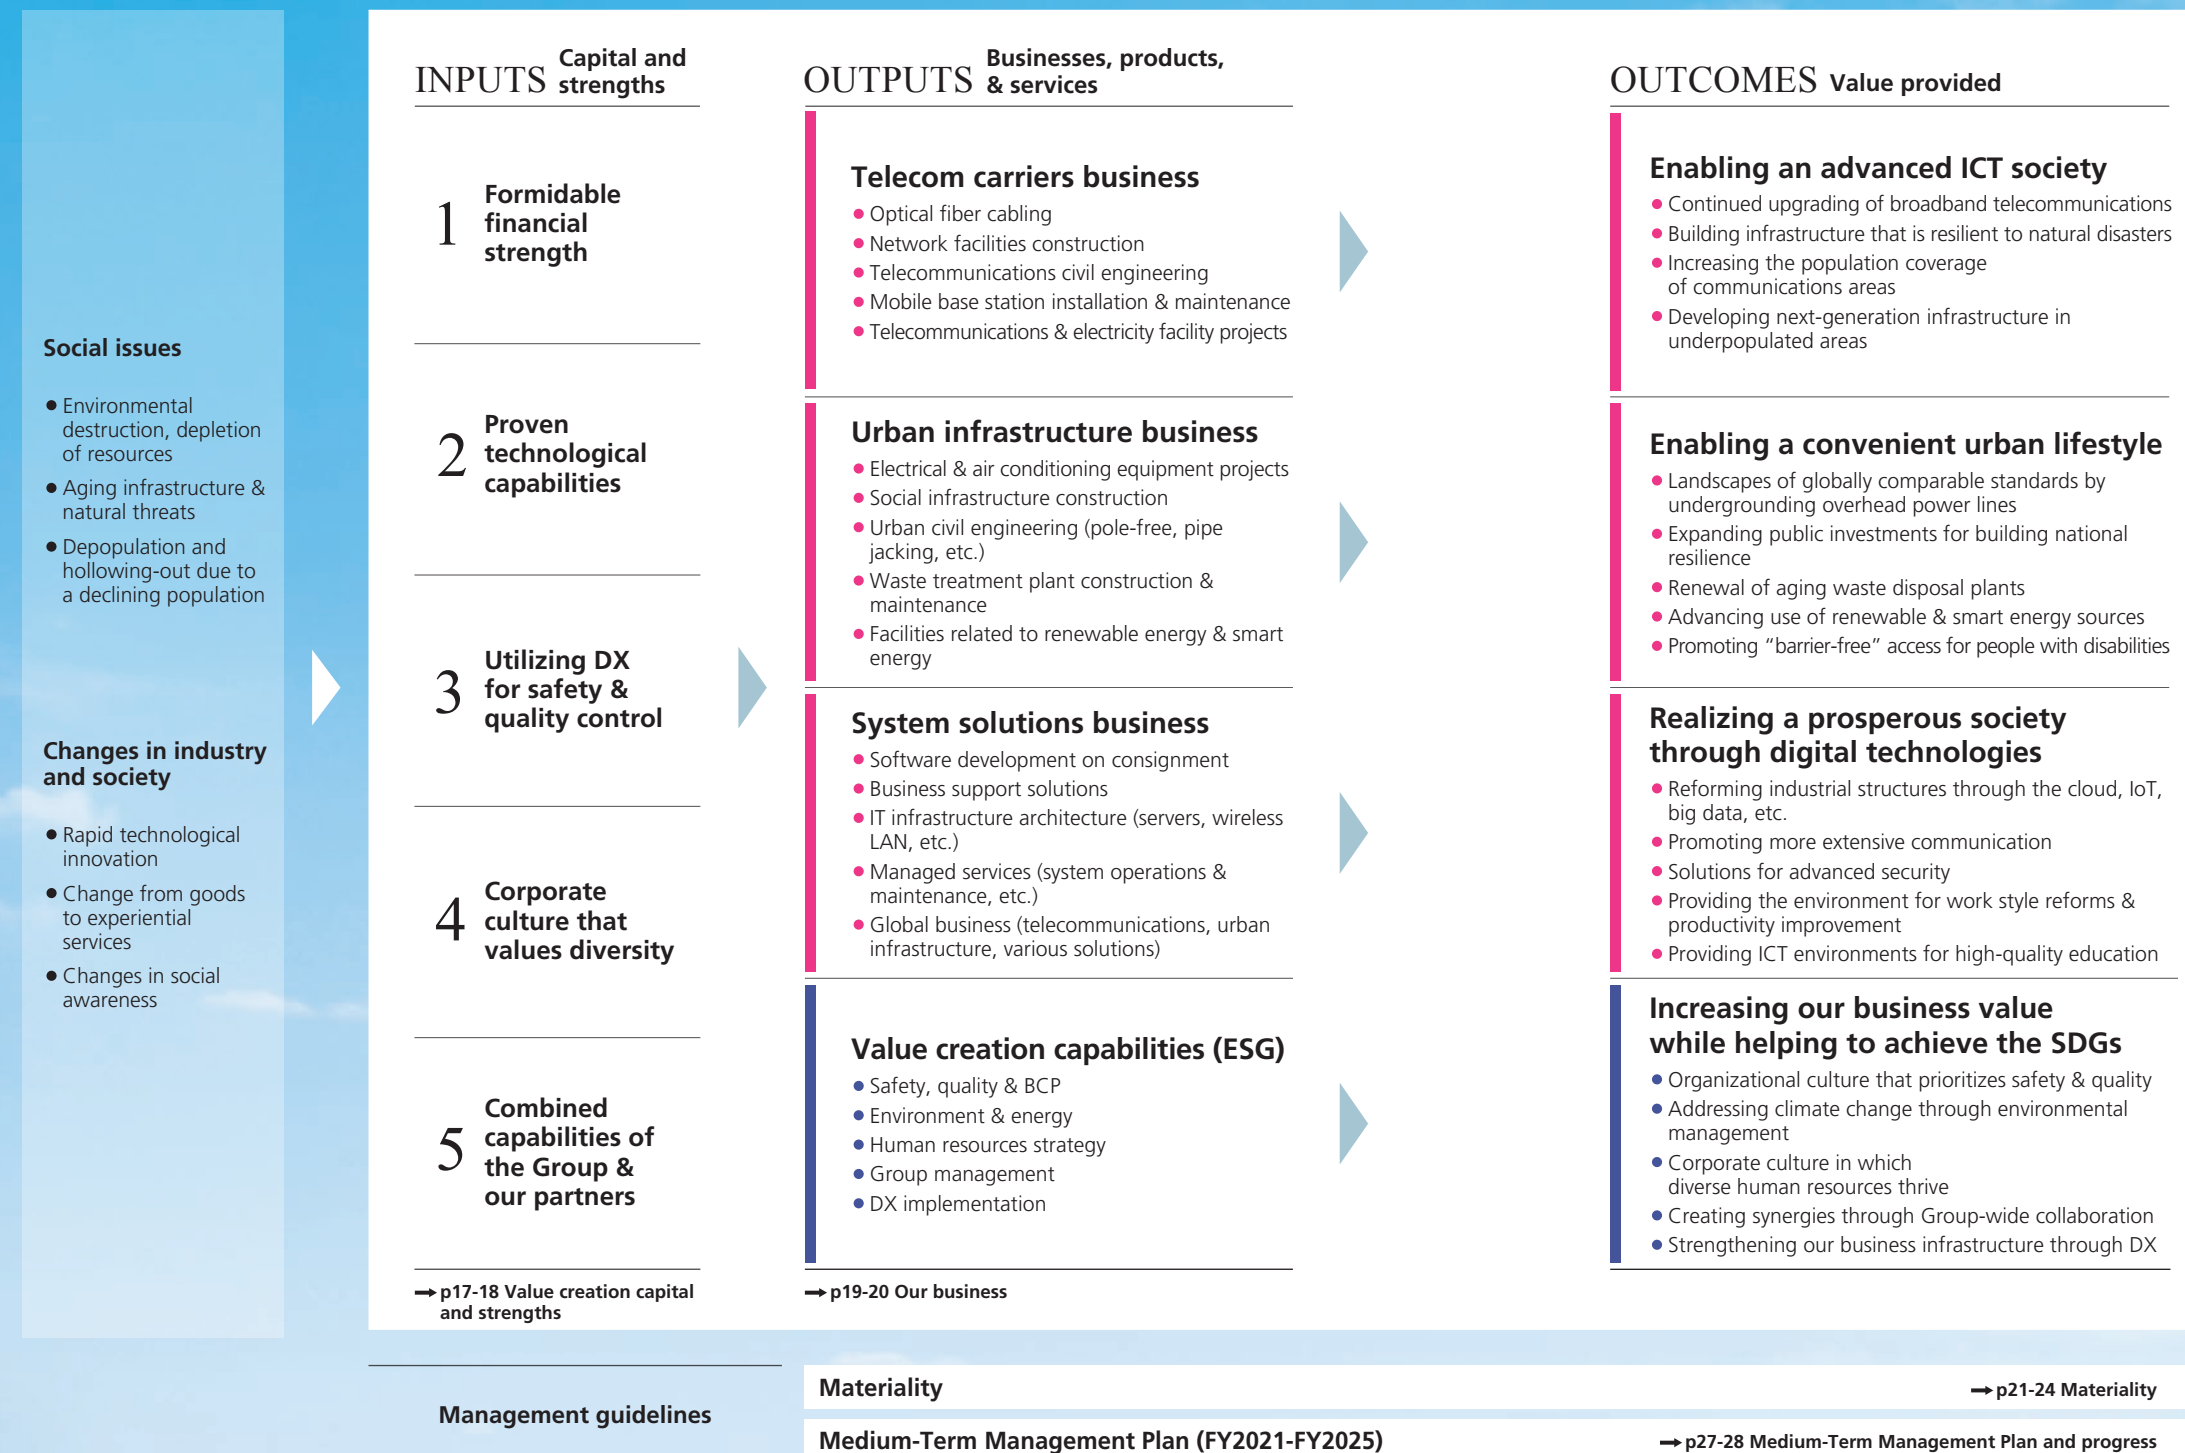 Social issues
● Environmental
destruction, depletion
of resources
● Aging infrastructure &
natural threats
● Depopulation and
hollowing-out due to
a declining population
Changes in industry
and society
● Rapid technological
innovation
● Change from goods
to experiential
services
● Changes in social
awareness
INPUTS Capital and
strengths
1 Formidable
financial
strength
2 Proven
technological
capabilities
3 Utilizing DX
for safety &
quality control
4 Corporate
culture that
values diversity
5 Combined
capabilities of
the Group &
our partners
→ p17-18 Value creation capital
and strengths
OUTPUTS Businesses, products,
& services
Telecom carriers business
● Optical fiber cabling
● Network facilities construction
● Telecommunications civil engineering
● Mobile base station installation & maintenance
● Telecommunications & electricity facility projects
Urban infrastructure business
● Electrical & air conditioning equipment projects
● Social infrastructure construction
● Urban civil engineering (pole-free, pipe
jacking, etc.)
● Waste treatment plant construction &
maintenance
● Facilities related to renewable energy & smart
energy
System solutions business
● Software development on consignment
● Business support solutions
● IT infrastructure architecture (servers, wireless
LAN, etc.)
● Managed services (system operations &
maintenance, etc.)
● Global business (telecommunications, urban
infrastructure, various solutions)
Value creation capabilities (ESG)
● Safety, quality & BCP
● Environment & energy
● Human resources strategy
● Group management
● DX implementation
→ p19-20 Our business
OUTCOMES Value provided
Enabling an advanced ICT society
● Continued upgrading of broadband telecommunications
● Building infrastructure that is resilient to natural disasters
● Increasing the population coverage
of communications areas
● Developing next-generation infrastructure in
underpopulated areas
Enabling a convenient urban lifestyle
● Landscapes of globally comparable standards by
undergrounding overhead power lines
● Expanding public investments for building national
resilience
● Renewal of aging waste disposal plants
● Advancing use of renewable & smart energy sources
● Promoting “barrier-free” access for people with disabilities
Realizing a prosperous society
through digital technologies
● Reforming industrial structures through the cloud, IoT,
big data, etc.
● Promoting more extensive communication
● Solutions for advanced security
● Providing the environment for work style reforms &
productivity improvement
● Providing ICT environments for high-quality education
Increasing our business value
while helping to achieve the SDGs
● Organizational culture that prioritizes safety & quality
● Addressing climate change through environmental
management
● Corporate culture in which
diverse human resources thrive
● Creating synergies through Group-wide collaboration
● Strengthening our business infrastructure through DX
Management guidelines
Materiality → p21-24 Materiality
Medium-Term Management Plan (FY2021-FY2025) → p27-28 Medium-Term Management Plan and progress